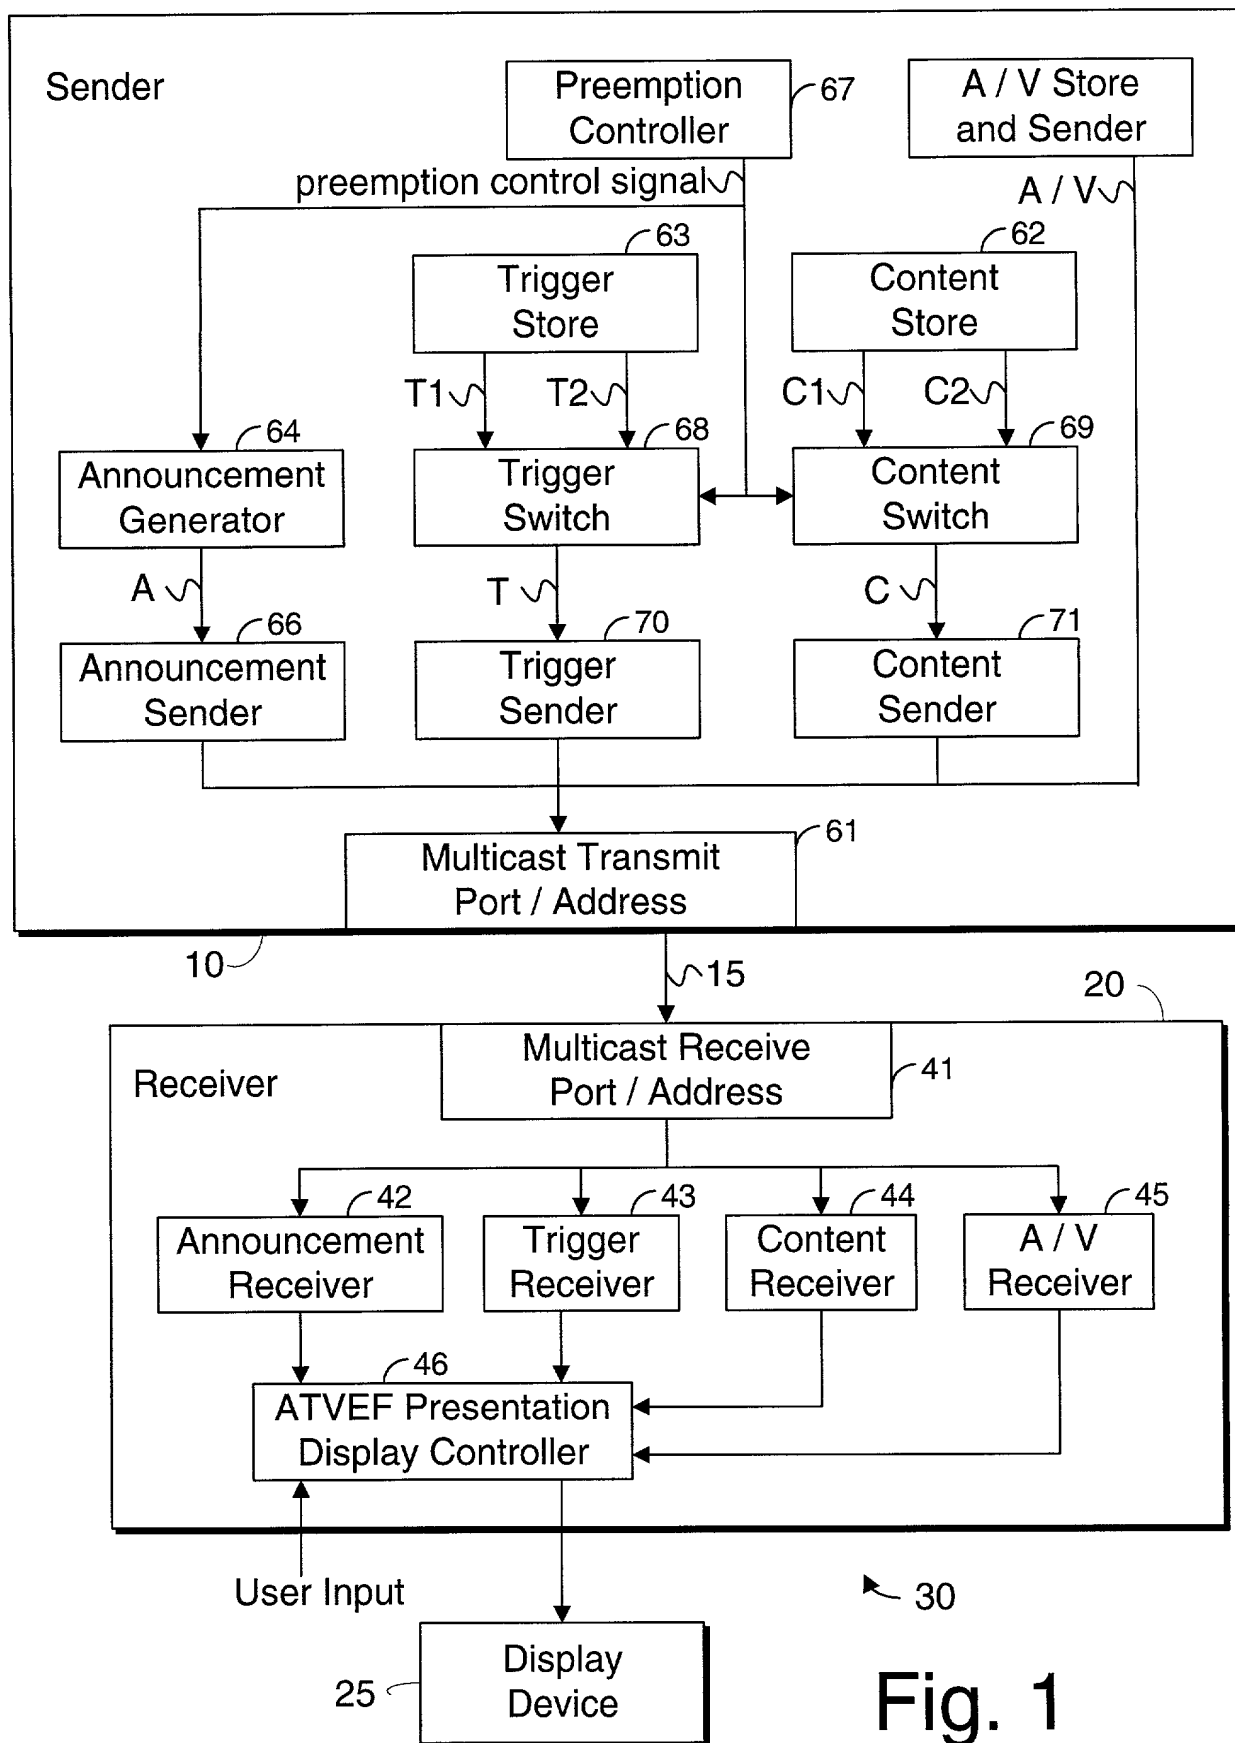 Sender
Preemption
Controller
67
A / V Store
and Sender
preemption control signal
A / V
63
Trigger
Store
62
Content
Store
T1
T2
C1
C2
64
Announcement
Generator
68
Trigger
Switch
69
Content
Switch
A
T
C
66
Announcement
Sender
70
Trigger
Sender
71
Content
Sender
61
Multicast Transmit
Port / Address
10
15
20
Receiver
Multicast Receive
Port / Address
41
42
Announcement
Receiver
43
Trigger
Receiver
44
Content
Receiver
45
A / V
Receiver
46
ATVEF Presentation
Display Controller
User Input
30
25
Display
Device
Fig. 1